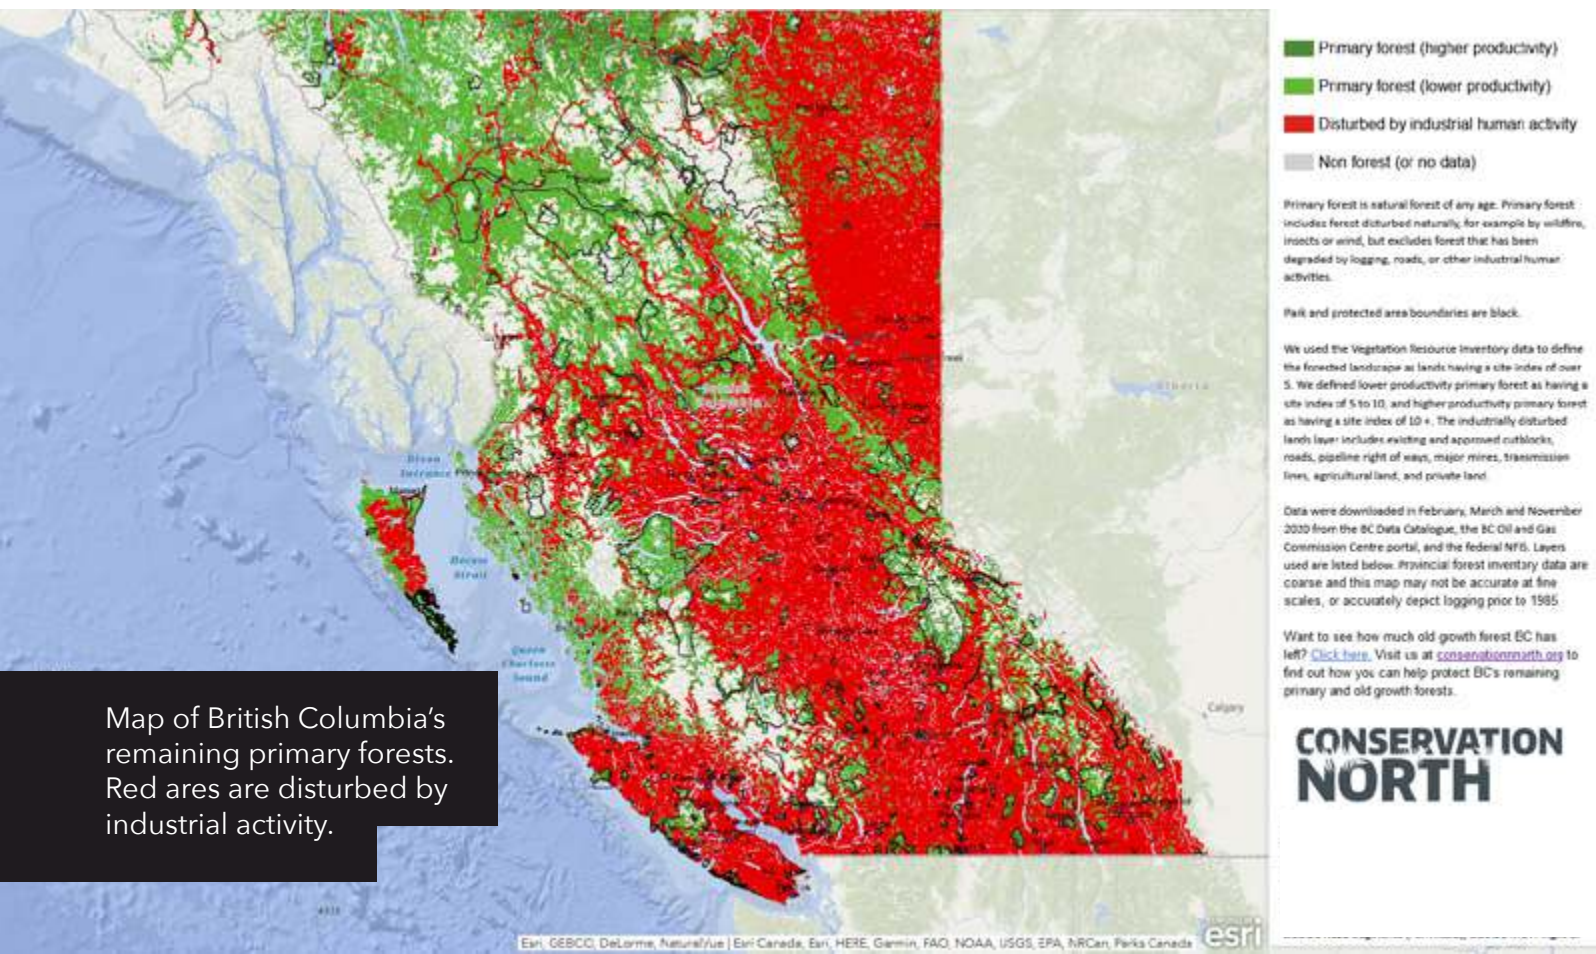 Primary forest (higher productivity)
Primary forest (lower productivity)
Disturbed by industrial human activity
Non forest (or no data)
Primary forest is natural forest of any age. Primary forest
includes forest disturbed naturally, for example by wildfire,
insects or wind, but excludes forest that has been
degraded by logging, roads, or other industrial human
activities.
Park and protected area boundaries are black.
We used the Vegetation Resource Inventory data to define
the forested landscape as lands having a site index of over
5. We defined lower productivity primary forest as having a
site index of 5 to 10, and higher productivity primary forest
as having a site index of 10 +. The industrially disturbed
lands layer includes existing and approved cutblocks,
roads, pipeline right of ways, major mines, transmission
lines, agricultural land, and private land.
Data were downloaded in February, March and November
2020 from the BC Data Catalogue, the BC Oil and Gas
Commission Centre portal, and the federal NFIS. Layers
used are listed below. Provincial forest inventory data are
coarse and this map may not be accurate at fine
scales, or accurately depict logging prior to 1985
Want to see how much old growth forest BC has
left? Click here. Visit us at conservationnorth.org to
find out how you can help protect BC's remaining
primary and old growth forests.
CONSERVATION
NORTH
British
Columbia
Alberta
Calgary
Dixon
Entrance
Hecate
Strait
Queen
Charlotte
Sound
Map of British Columbia's
remaining primary forests.
Red ares are disturbed by
industrial activity.
Esri, GEBCO, DeLorme, NaturalVue | Esri Canada, Esri, HERE, Garmin, FAO, NOAA, USGS, EPA, NRCan, Parks Canada
esri